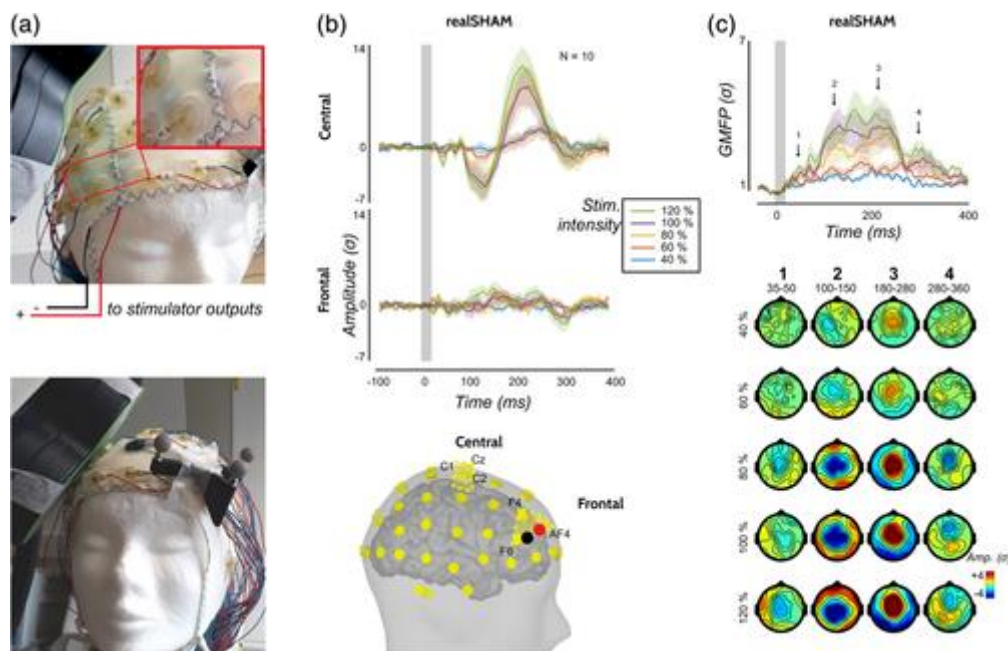 (a)
- 
+ to stimulator outputs
(b)
realSHAM
Central
14
0
-7
N = 10
Frontal
Amplitude (σ)
14
0
-7
Stim.
intensity
120 %
100 %
80 %
60 %
40 %
-100 0 100 200 300 400
Time (ms)
Central
Cz
C1
C2
Frontal
F4
AF4
F6
(c)
realSHAM
GMFP (σ)
7
1
1
2
3
4
0 200 400
Time (ms)
1 2 3 4
35-50 100-150 180-280 280-360
40 %
60 %
80 %
100 %
120 %
Amp. (σ)
+4
-4